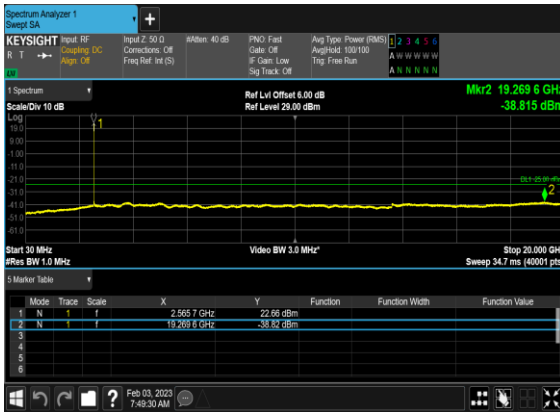 Spectrum Analyzer 1
Swept SA
+
KEYSIGHT Input: RF Input Z: 50 Ω #Atten: 40 dB PNO: Fast Avg Type: Power (RMS) 1 2 3 4 5 6
R T Coupling: DC Corrections: Off Gate: Off Avg|Hold: 100/100 A W W W W W
Align: Off Freq Ref: Int (S) IF Gain: Low Trig: Free Run
Sig Track: Off A N N N N N
1 Spectrum
Ref Lvl Offset 6.00 dB Mkr2 19.269 6 GHz
Scale/Div 10 dB Ref Level 29.00 dBm -38.815 dBm
Log
19.0
9.00
-1.00
-11.0
-21.0
-31.0
-41.0
-51.0
-61.0
1
DL1 -25.00 dBm
2
Start 30 MHz Video BW 3.0 MHz* Stop 20.000 GHz
#Res BW 1.0 MHz Sweep 34.7 ms (40001 pts)
5 Marker Table
Mode Trace Scale X Y Function Function Width Function Value
1 N 1 f 2.565 7 GHz 22.66 dBm
2 N 1 f 19.269 6 GHz -38.82 dBm
3
4
5
6
? Feb 03, 2023
7:49:30 AM